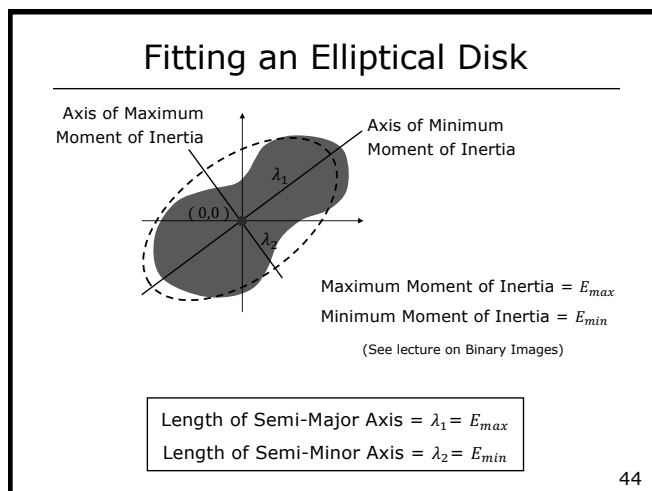 Fitting an Elliptical Disk
Axis of Maximum
Moment of Inertia
Axis of Minimum
Moment of Inertia
λ₁
(0,0)
λ₂
Maximum Moment of Inertia = Eₘₐₓ
Minimum Moment of Inertia = Eₘᵢₙ
(See lecture on Binary Images)
Length of Semi-Major Axis = λ₁= Eₘₐₓ
Length of Semi-Minor Axis = λ₂= Eₘᵢₙ
44